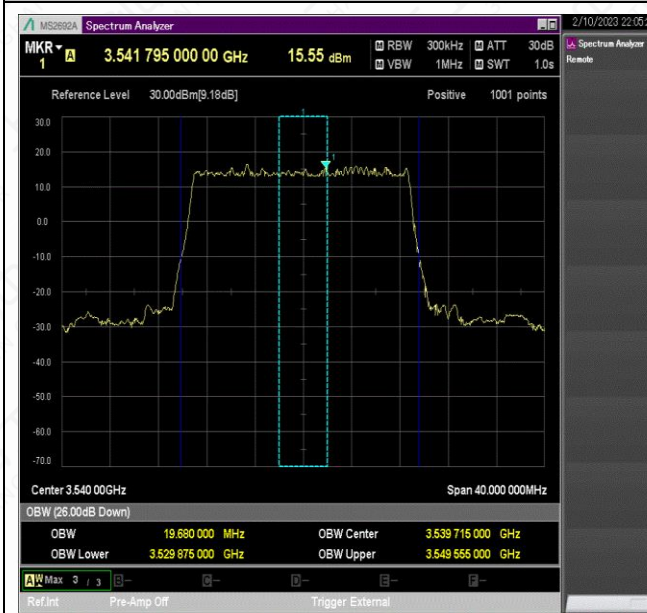 MS2692A Spectrum Analyzer
2/10/2023 22:05:
MKR 1 A 3.541 795 000 00 GHz 15.55 dBm
RBW 300kHz ATT 30dB
VBW 1MHz SWT 1.0s
Spectrum Analyzer
Remote
Reference Level 30.00dBm[9.18dB] Positive 1001 points
1
30.0
20.0
1
10.0
0.0
-10.0
-20.0
-30.0
-40.0
-50.0
-60.0
-70.0
Center 3.540 00GHz Span 40.000 000MHz
OBW (26.00dB Down)
OBW 19.680 000 MHz OBW Center 3.539 715 000 GHz
OBW Lower 3.529 875 000 GHz OBW Upper 3.549 555 000 GHz
A W Max 3 / 3 B- C- D- E- F-
Ref.Int Pre-Amp Off Trigger External